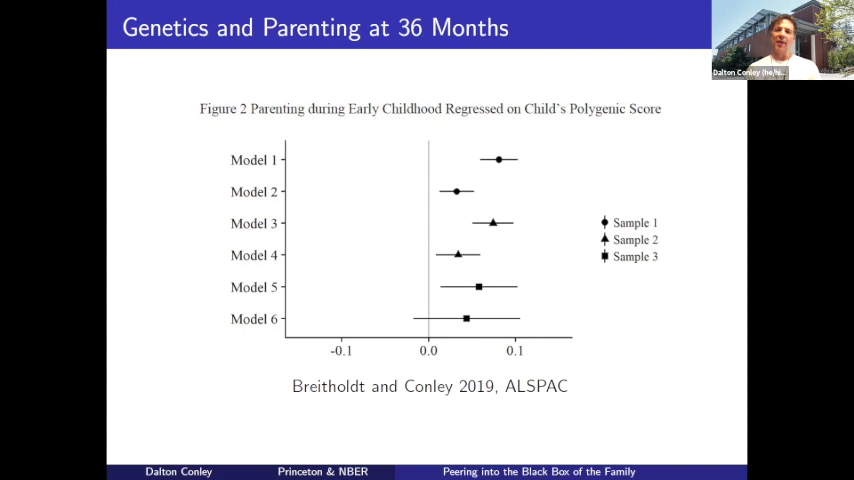 Genetics and Parenting at 36 Months
Dalton Conley (he/hi...
Figure 2 Parenting during Early Childhood Regressed on Child's Polygenic Score
Model 1
Model 2
Model 3
Model 4
Model 5
Model 6
Sample 1
Sample 2
Sample 3
-0.1 0.0 0.1
Breitholdt and Conley 2019, ALSPAC
Dalton Conley Princeton & NBER Peering into the Black Box of the Family